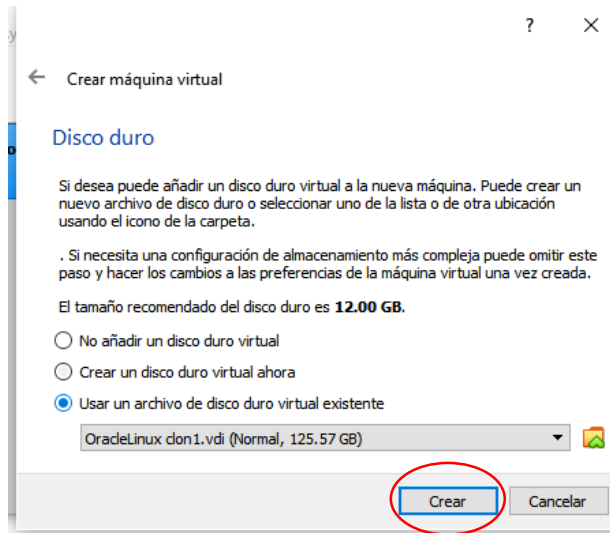 ?
Crear máquina virtual
Disco duro
Si desea puede añadir un disco duro virtual a la nueva máquina. Puede crear un
nuevo archivo de disco duro o seleccionar uno de la lista o de otra ubicación
usando el icono de la carpeta.
. Si necesita una configuración de almacenamiento más compleja puede omitir este
paso y hacer los cambios a las preferencias de la máquina virtual una vez creada.
El tamaño recomendado del disco duro es 12.00 GB.
No añadir un disco duro virtual
Crear un disco duro virtual ahora
Usar un archivo de disco duro virtual existente
OracleLinux clon1.vdi (Normal, 125.57 GB)
Crear
Cancelar